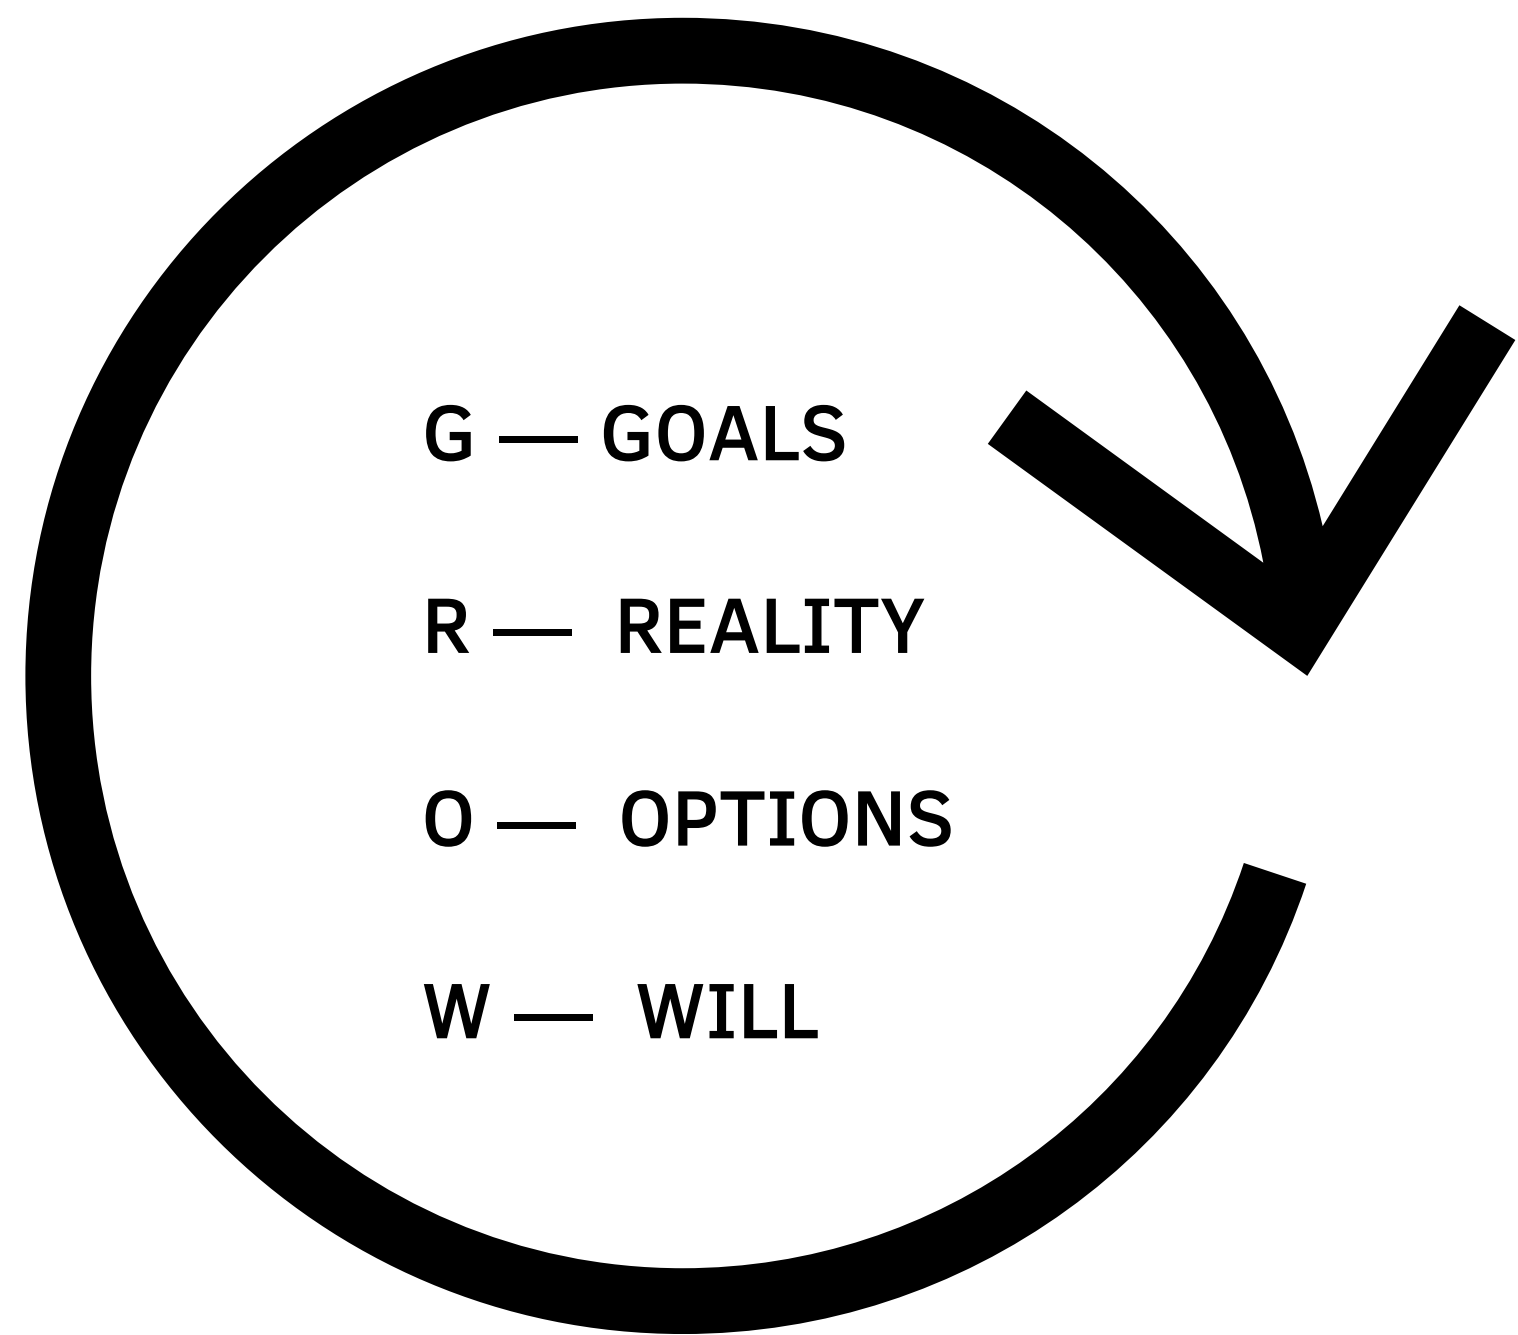 G — GOALS
R — REALITY
O — OPTIONS
W — WILL